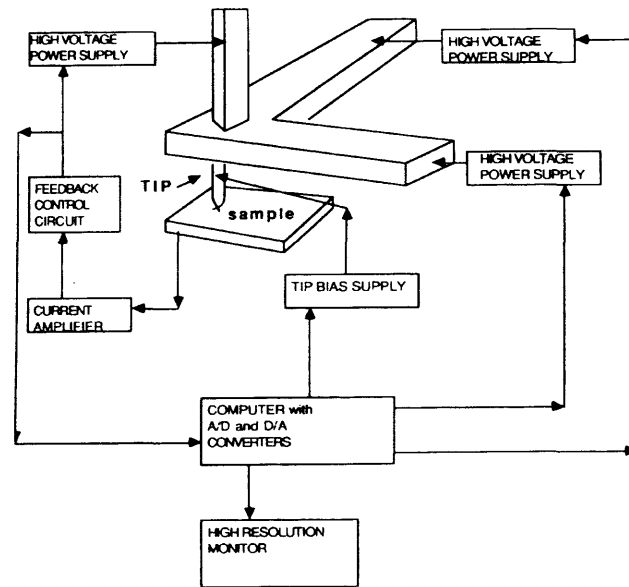 HIGH VOLTAGE
POWER SUPPLY
HIGH VOLTAGE
POWER SUPPLY
HIGH VOLTAGE
POWER SUPPLY
TIP
sample
FEEDBACK
CONTROL
CIRCUIT
TIP BIAS SUPPLY
CURRENT
AMPLIFIER
COMPUTER with
A/D and D/A
CONVERTERS
HIGH RESOLUTION
MONITOR